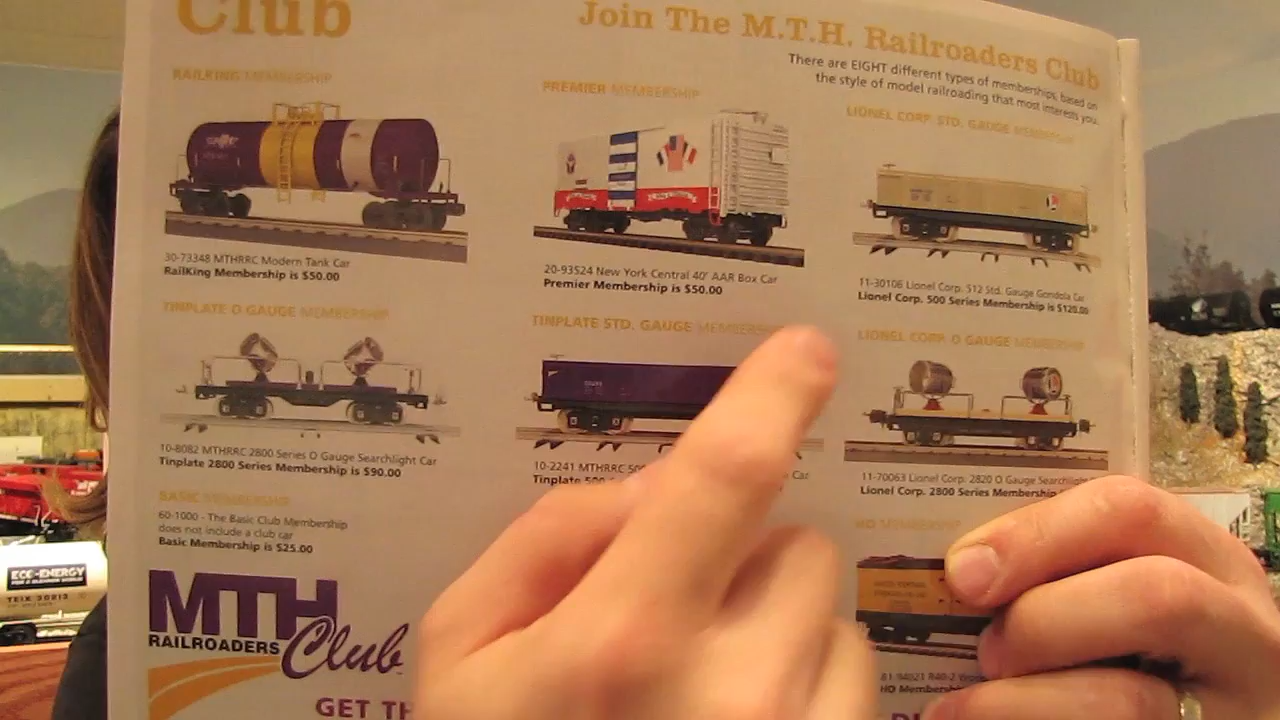 Club
Join The M.T.H. Railroaders Club
There are EIGHT different types of memberships, based on
the style of model railroading that most interests you.
RAILKING MEMBERSHIP
30-73348 MTHRRC Modern Tank Car
RailKing Membership is $50.00
PREMIER MEMBERSHIP
20-93524 New York Central 40' AAR Box Car
Premier Membership is $50.00
LIONEL CORP. STD. GAUGE MEMBERSHIP
11-30106 Lionel Corp. 512 Std. Gauge Gondola Car
Lionel Corp. 500 Series Membership is $120.00
TINPLATE O GAUGE MEMBERSHIP
10-8082 MTHRRC 2800 Series O Gauge Searchlight Car
Tinplate 2800 Series Membership is $90.00
TINPLATE STD. GAUGE MEMBERSHIP
10-2241 MTHRRC Car
Tinplate
LIONEL CORP. O GAUGE MEMBERSHIP
11-70063 Lionel Corp. 2820 O Gauge Searchlight
Lionel Corp. 2800 Series Membership
BASIC MEMBERSHIP
60-1000 - The Basic Club Membership
does not include a club car
Basic Membership is $25.00
HO MEMBERSHIP
HO Membership
MTH
RAILROADERS Club
GET
ECO-ENERGY